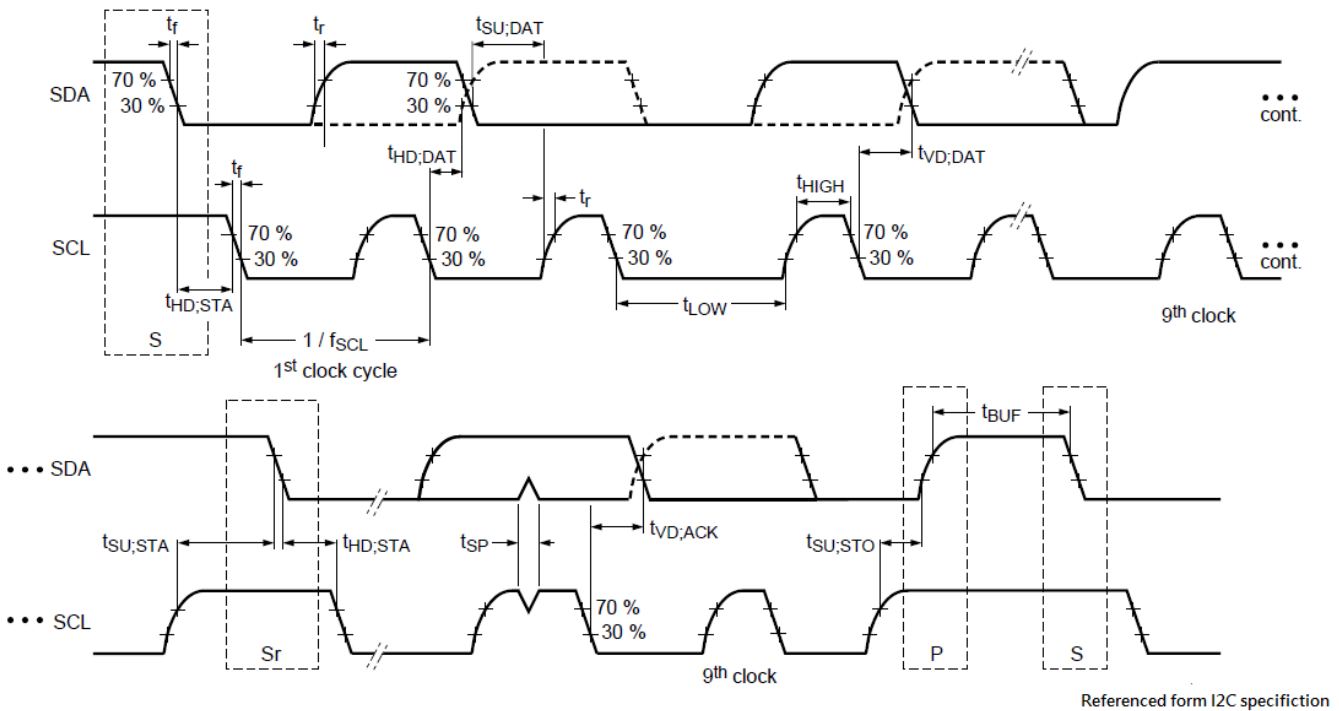 tf tr tSU;DAT
70 % 70 %
SDA
30 % 30 %
••• cont.
tHD;DAT tVD;DAT
tf tHIGH
tr
70 % 70 % 70 % 70 %
SCL
30 % 30 % 30 % 30 %
••• cont.
tHD;STA tLOW
9th clock
S 1 / fSCL
1st clock cycle
tBUF
••• SDA
tSU;STA tHD;STA tSP tVD;ACK tSU;STO
70 %
••• SCL
30 %
Sr P S
9th clock
Referenced form I2C specifiction